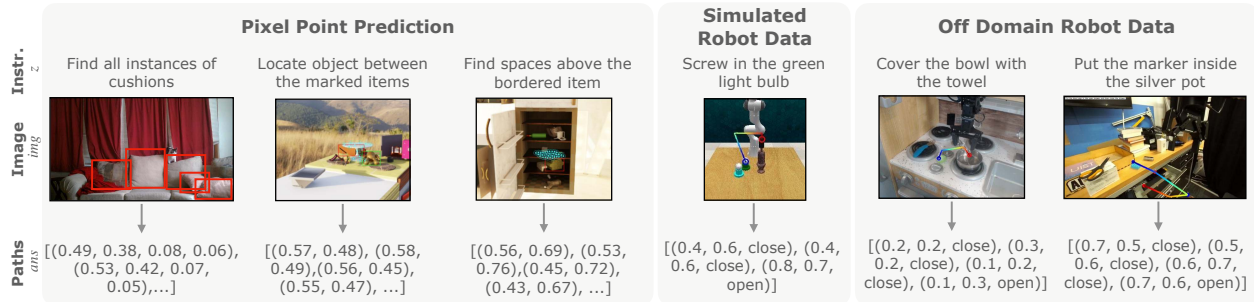 Pixel Point Prediction
Simulated
Robot Data
Off Domain Robot Data
Instr.
z
Find all instances of
cushions
Locate object between
the marked items
Find spaces above the
bordered item
Screw in the green
light bulb
Cover the bowl with
the towel
Put the marker inside
the silver pot
Image
img
Paths
ans
[(0.49, 0.38, 0.08, 0.06),
(0.53, 0.42, 0.07,
0.05),...]
[(0.57, 0.48), (0.58,
0.49),(0.56, 0.45),
(0.55, 0.47), ...]
[(0.56, 0.69), (0.53,
0.76),(0.45, 0.72),
(0.43, 0.67), ...]
[(0.4, 0.6, close), (0.4,
0.6, close), (0.8, 0.7,
open)]
[(0.2, 0.2, close), (0.3,
0.2, close), (0.1, 0.2,
close), (0.1, 0.3, open)]
[(0.7, 0.5, close), (0.5,
0.6, close), (0.6, 0.7,
close), (0.7, 0.6, open)]